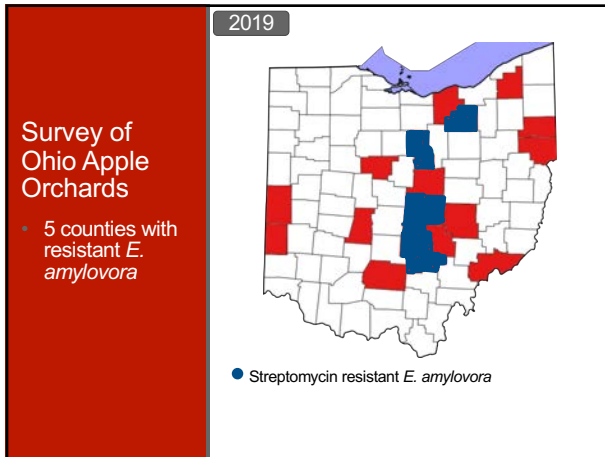 2019
Survey of
Ohio Apple
Orchards
• 5 counties with
resistant E.
amylovora
Streptomycin resistant E. amylovora